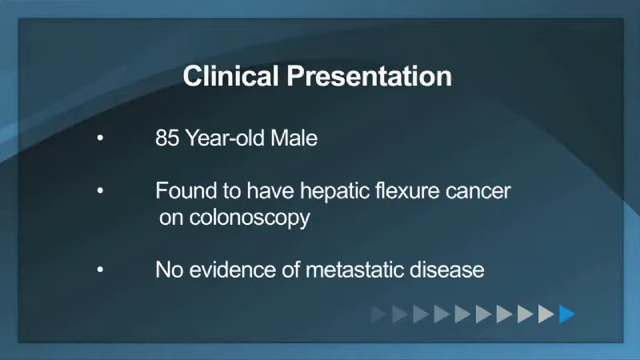 Clinical Presentation
• 85 Year-old Male
• Found to have hepatic flexure cancer
on colonoscopy
• No evidence of metastatic disease